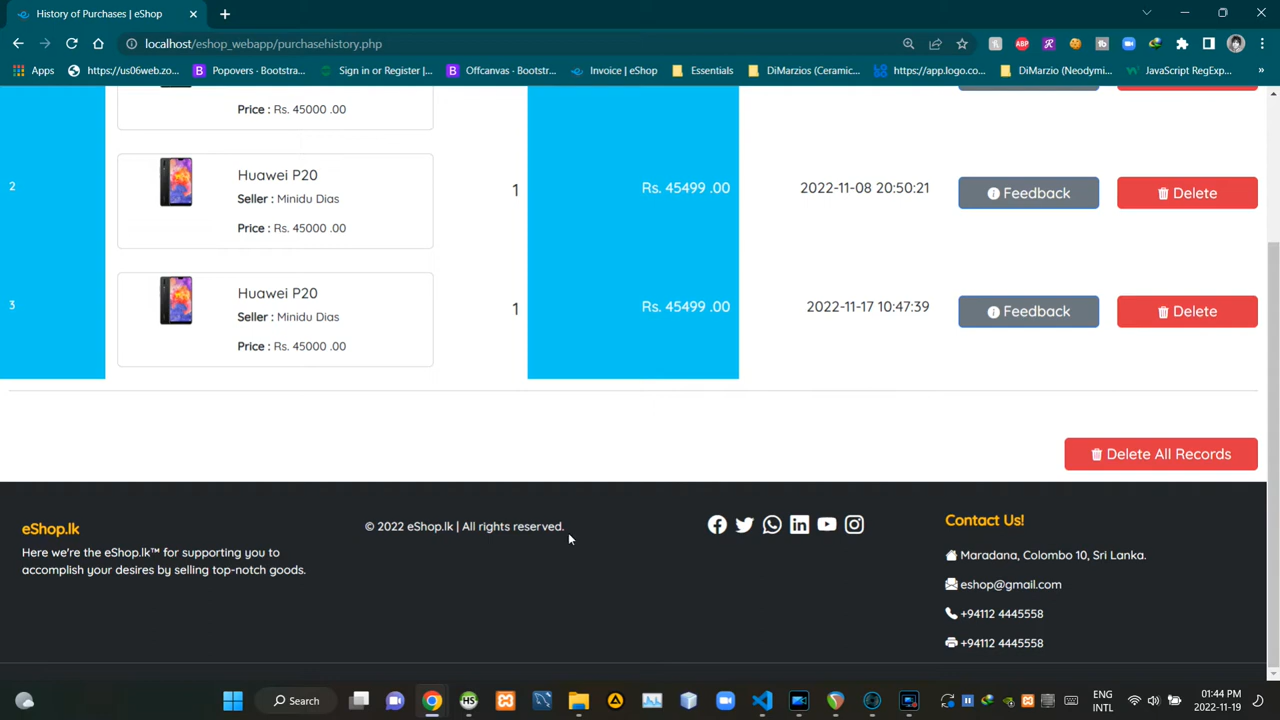 History of Purchases | eShop
localhost/eshop_webapp/purchasehistory.php
Apps https://us06web.zo... Popovers · Bootstra... Sign in or Register |... Offcanvas · Bootstr... Invoice | eShop Essentials DiMarzios (Ceramic... https://app.logo.co... DiMarzio (Neodymi... JavaScript RegExp... »
Price : Rs. 45000 .00
2
Huawei P20
Seller : Minidu Dias
Price : Rs. 45000 .00
1
Rs. 45499 .00
2022-11-08 20:50:21
Feedback
Delete
3
Huawei P20
Seller : Minidu Dias
Price : Rs. 45000 .00
1
Rs. 45499 .00
2022-11-17 10:47:39
Feedback
Delete
Delete All Records
eShop.lk
Here we're the eShop.lk™ for supporting you to
accomplish your desires by selling top-notch goods.
© 2022 eShop.lk | All rights reserved.
Contact Us!
Maradana, Colombo 10, Sri Lanka.
eshop@gmail.com
+94112 4445558
+94112 4445558
Search
ENG
INTL
01:44 PM
2022-11-19